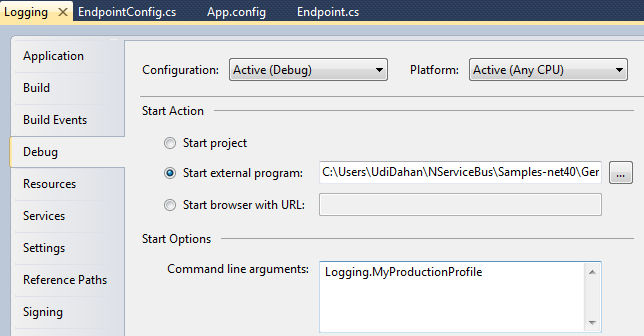 Logging EndpointConfig.cs App.config Endpoint.cs
Application
Build
Build Events
Debug
Resources
Services
Settings
Reference Paths
Signing
Configuration: Active (Debug) Platform: Active (Any CPU)
Start Action
Start project
Start external program: C:\Users\UdiDahan\NServiceBus\Samples-net40\Ger ...
Start browser with URL:
Start Options
Command line arguments: Logging.MyProductionProfile